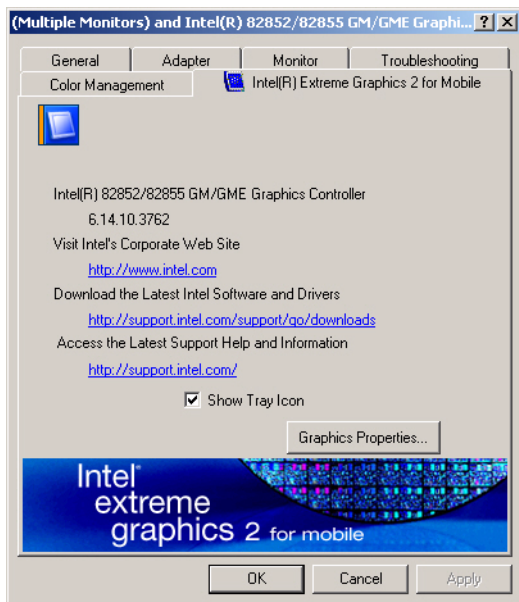 (Multiple Monitors) and Intel(R) 82852/82855 GM/GME Graphi...
General Adapter Monitor Troubleshooting
Color Management Intel(R) Extreme Graphics 2 for Mobile
Intel(R) 82852/82855 GM/GME Graphics Controller
6.14.10.3762
Visit Intel's Corporate Web Site
http://www.intel.com
Download the Latest Intel Software and Drivers
http://support.intel.com/support/go/downloads
Access the Latest Support Help and Information
http://support.intel.com/
Show Tray Icon
Graphics Properties...
Intel®
extreme
graphics 2 for mobile
OK Cancel Apply